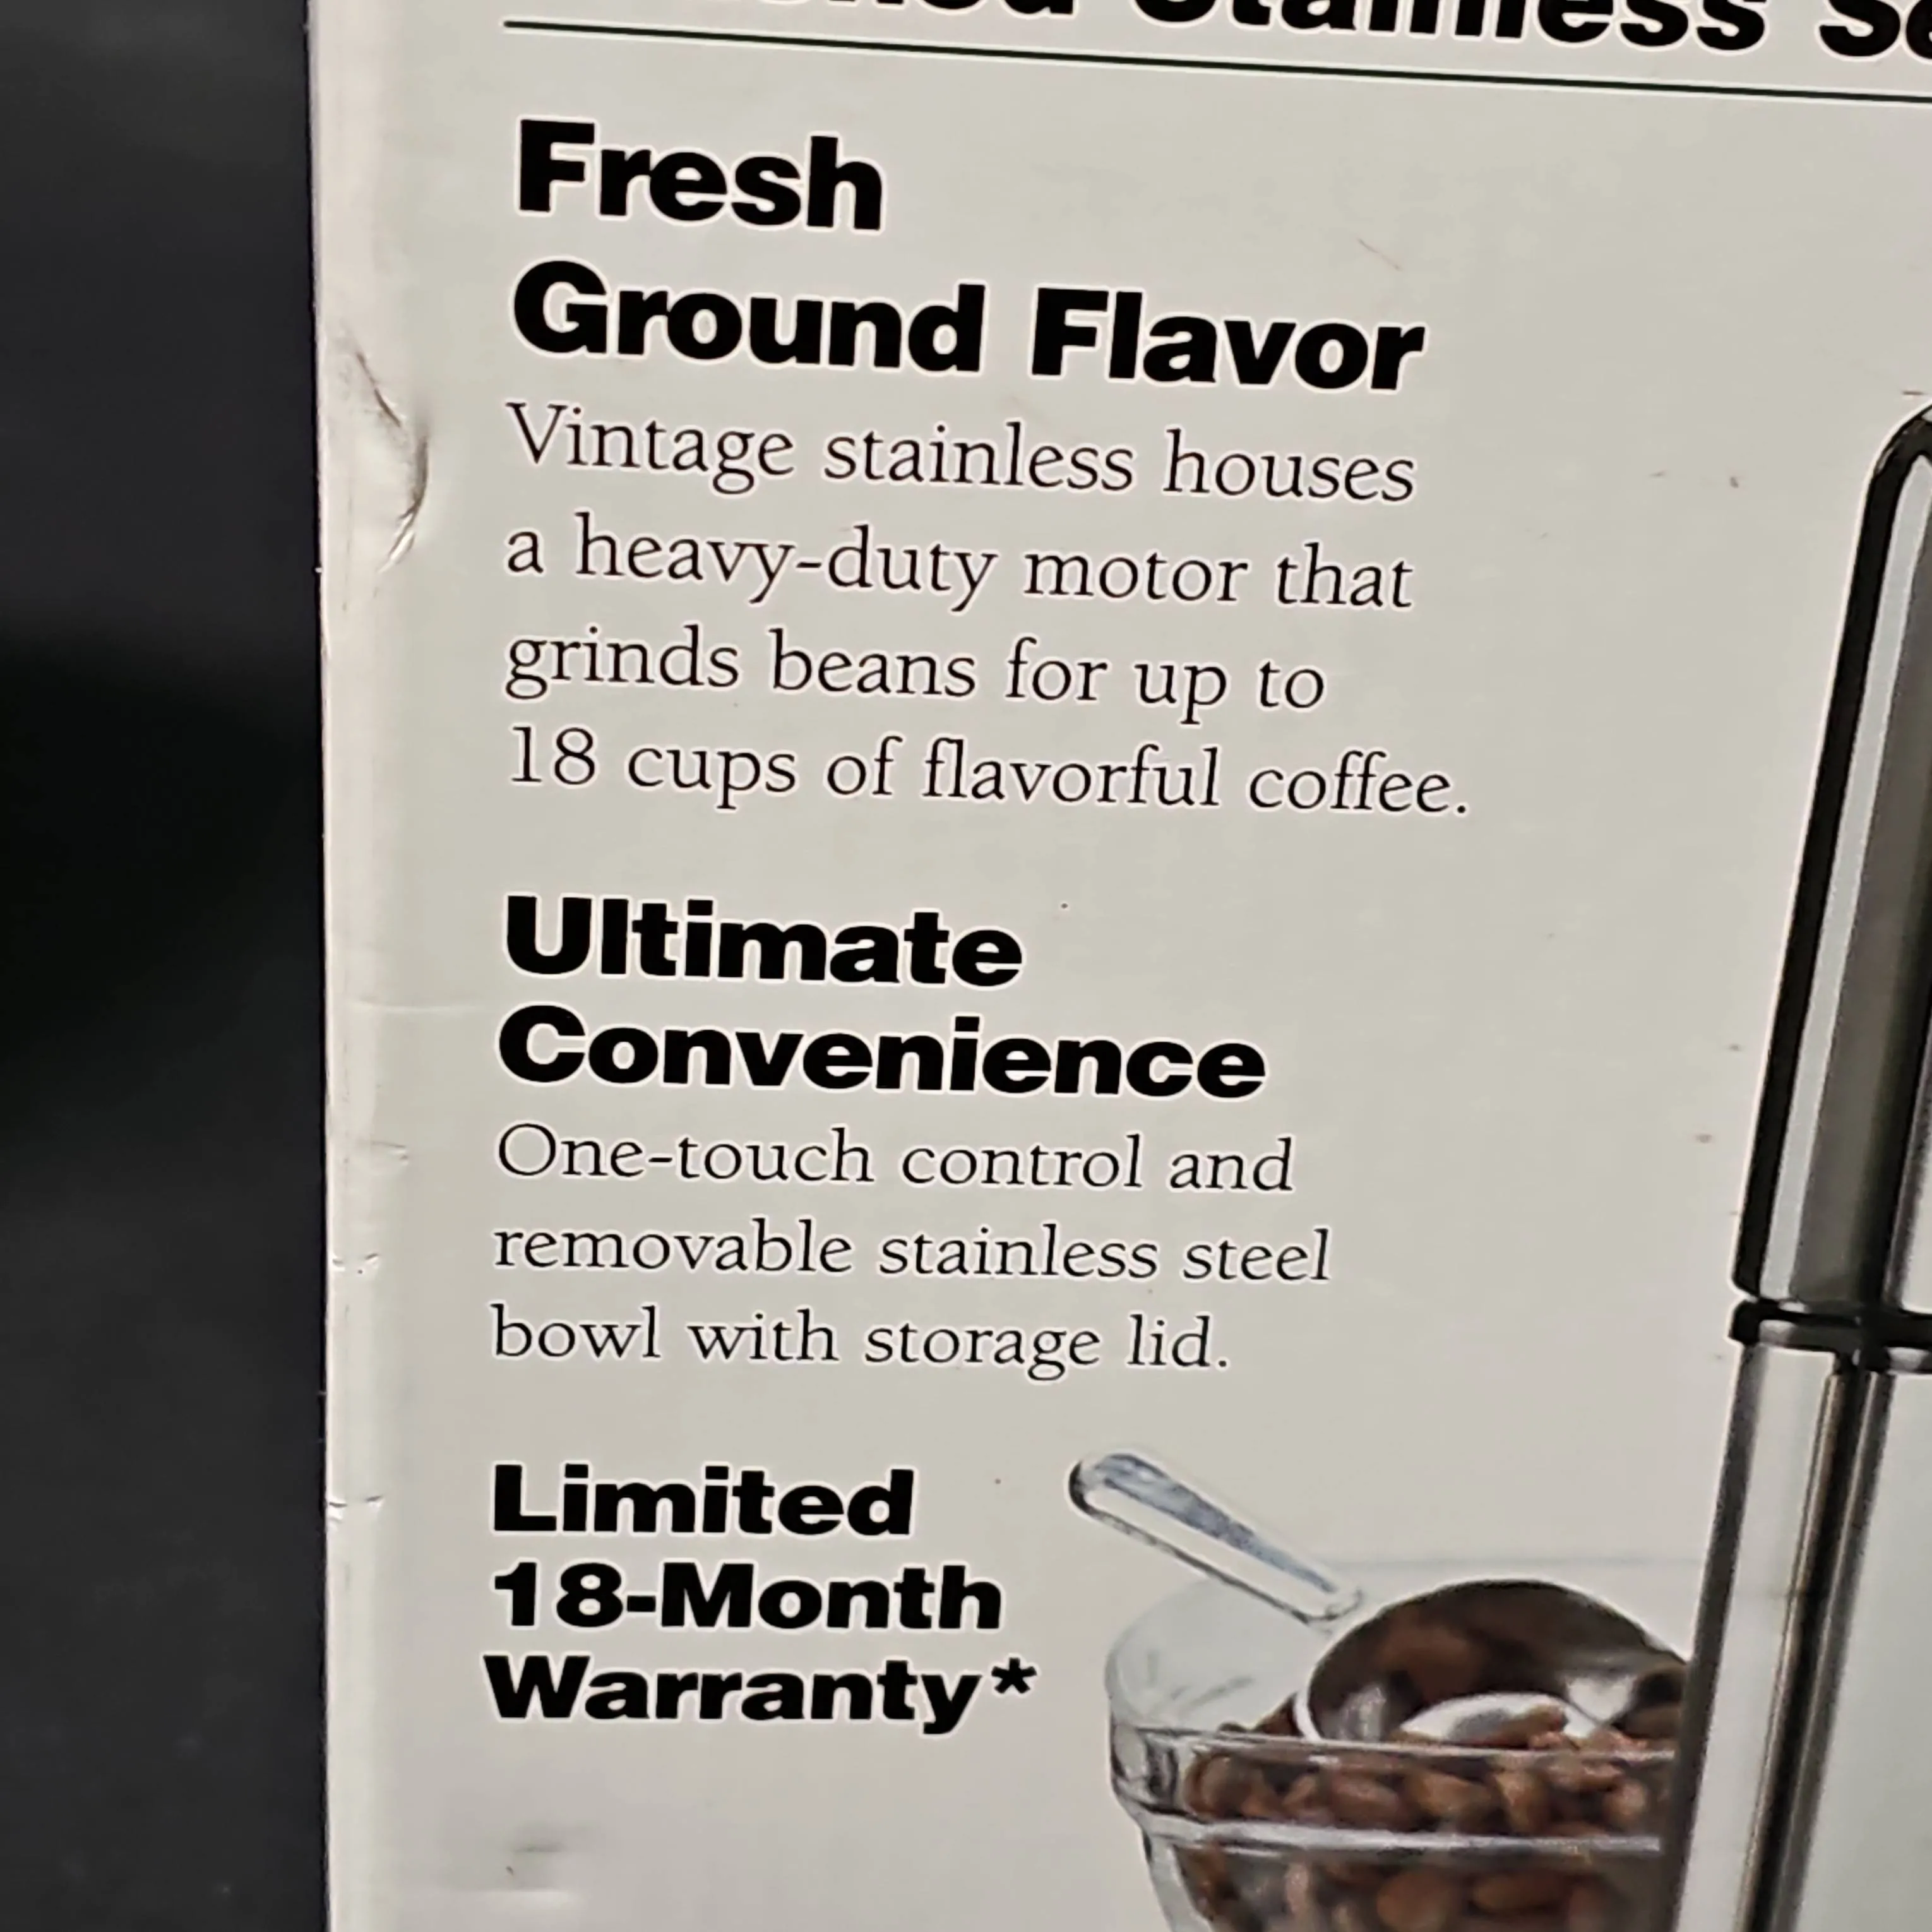 Stainless
Fresh
Ground Flavor
Vintage stainless houses
a heavy-duty motor that
grinds beans for up to
18 cups of flavorful coffee.
Ultimate
Convenience
One-touch control and
removable stainless steel
bowl with storage lid.
Limited
18-Month
Warranty*